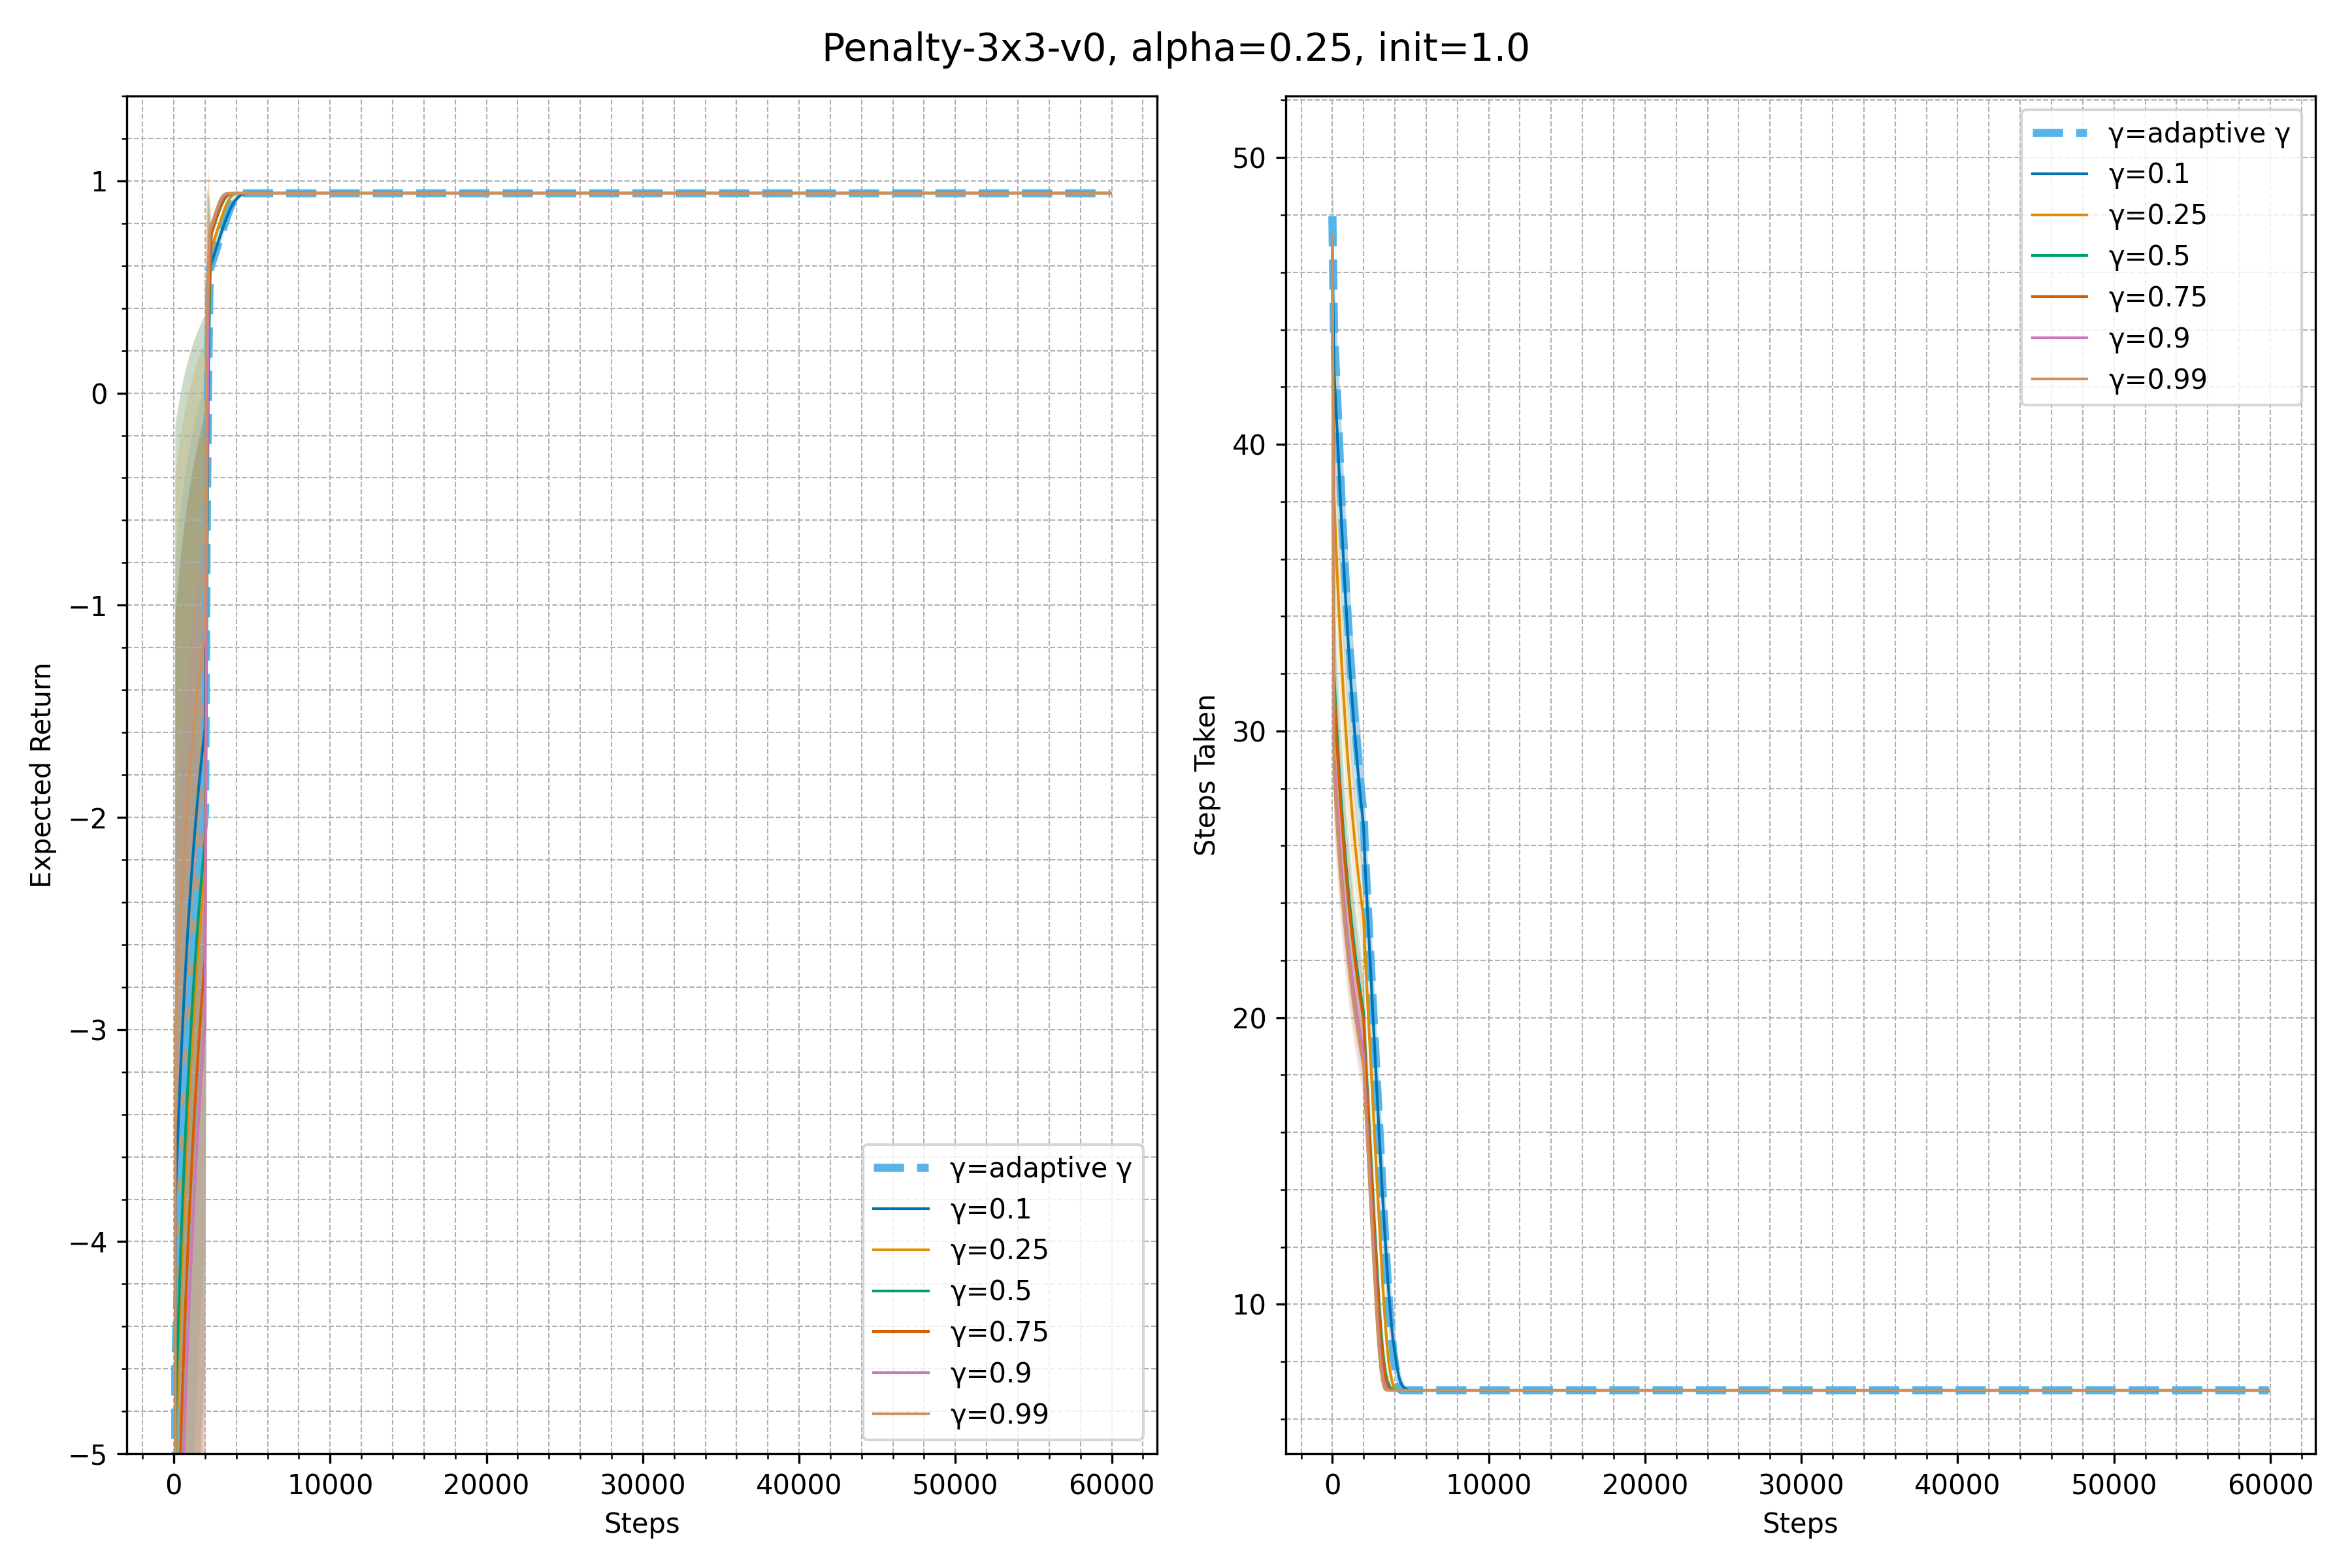 Penalty-3x3-v0, alpha=0.25, init=1.0
Expected Return
1
0
−1
−2
−3
−4
−5
0 10000 20000 30000 40000 50000 60000
Steps
γ=adaptive γ
γ=0.1
γ=0.25
γ=0.5
γ=0.75
γ=0.9
γ=0.99
Steps Taken
50
40
30
20
10
0 10000 20000 30000 40000 50000 60000
Steps
γ=adaptive γ
γ=0.1
γ=0.25
γ=0.5
γ=0.75
γ=0.9
γ=0.99